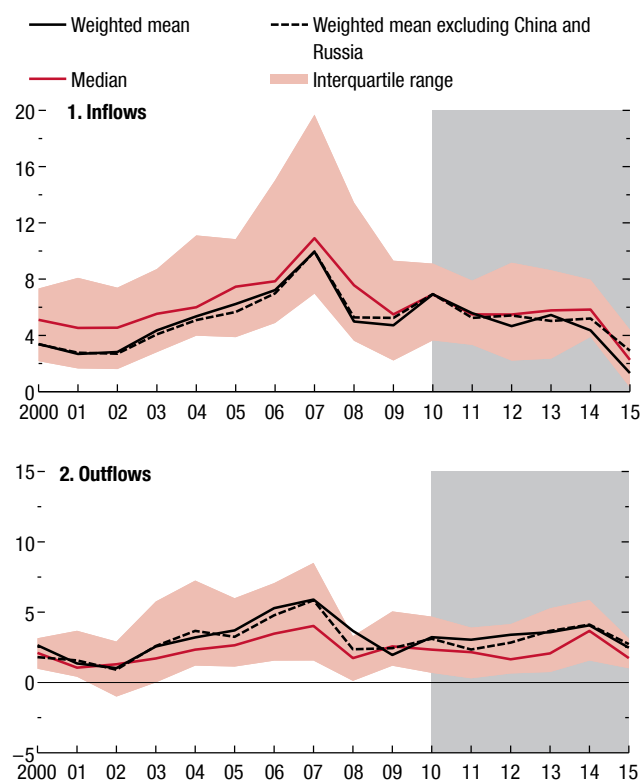 Weighted mean
Weighted mean excluding China and
Russia
Median
Interquartile range
1. Inflows
20
16
12
8
4
0
2000 01 02 03 04 05 06 07 08 09 10 11 12 13 14 15
2. Outflows
15
10
5
0
–5
2000 01 02 03 04 05 06 07 08 09 10 11 12 13 14 15